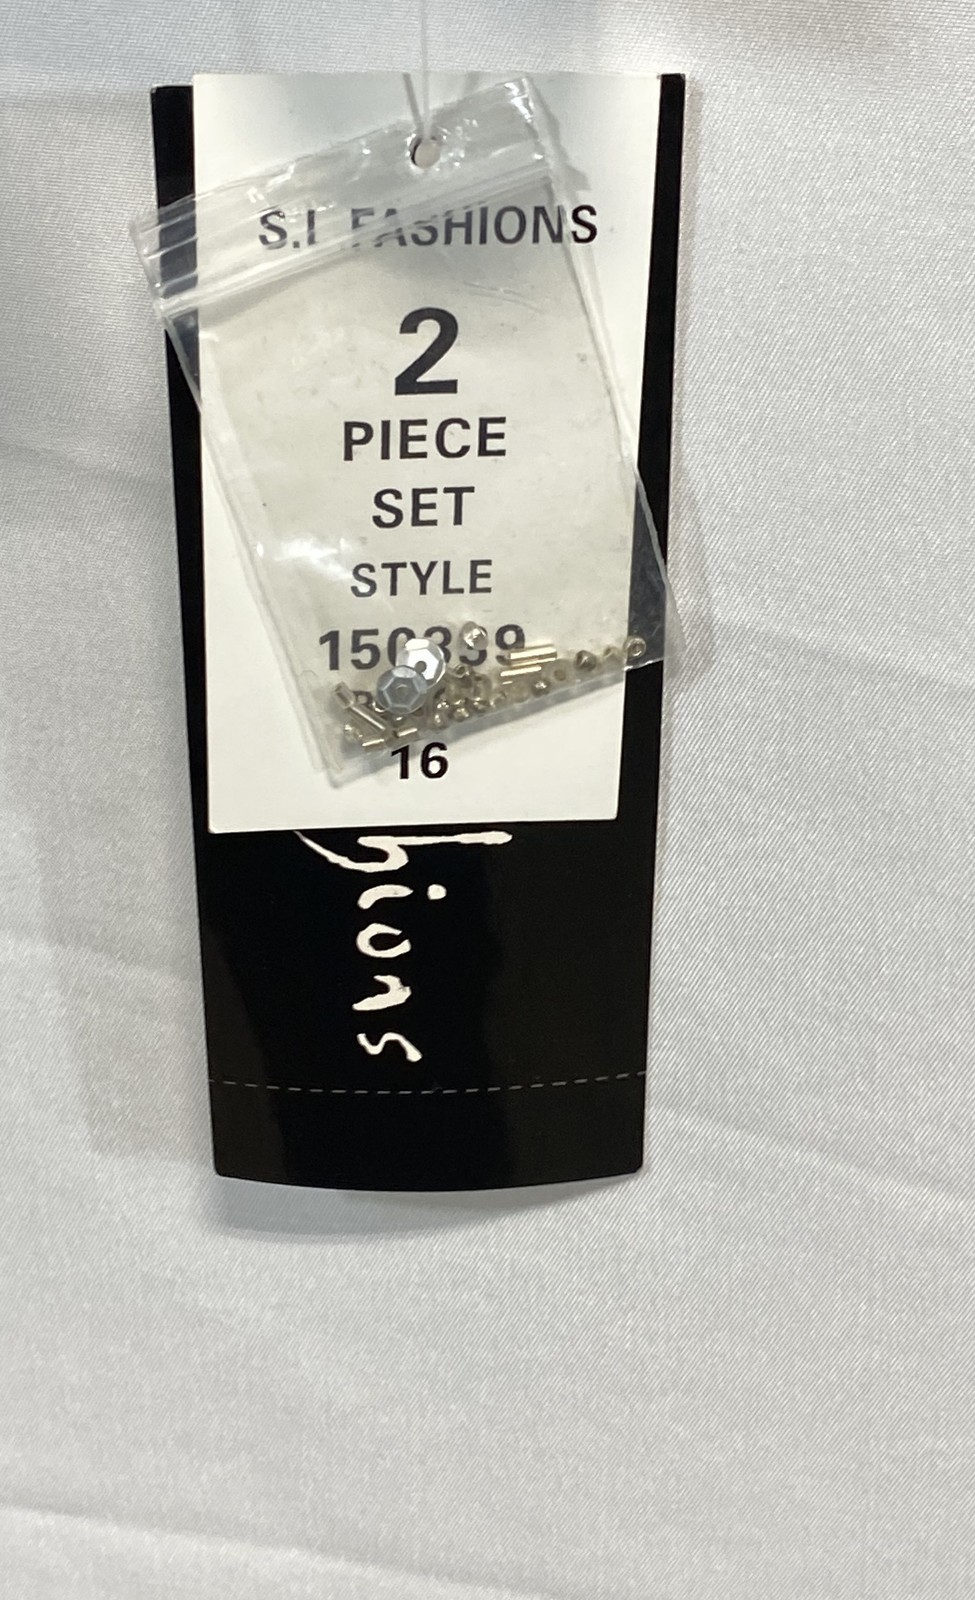 S.L FASHIONS
2
PIECE
SET
STYLE
16
hions